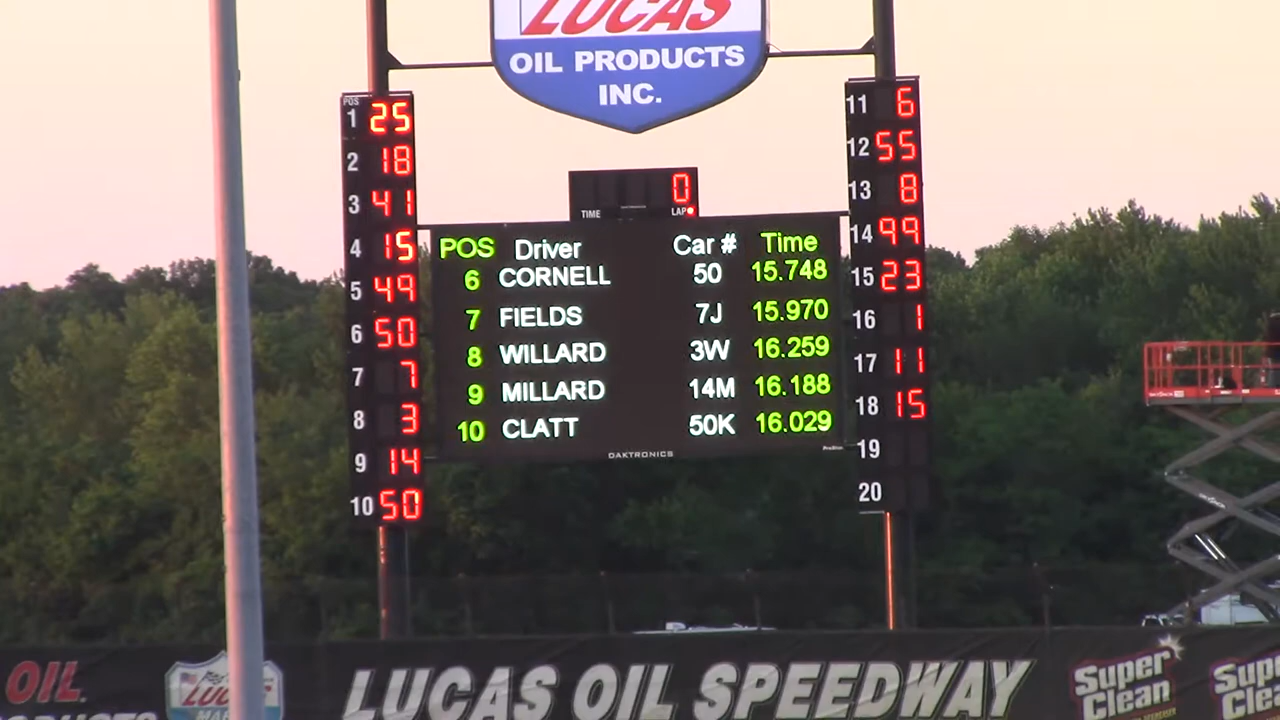 LUCAS
OIL PRODUCTS
INC.
POS
1 25
2 18
3 41
4 15
5 49
6 50
7 7
8 3
9 14
10 50
0
TIME LAP
POS Driver Car # Time
6 CORNELL 50 15.748
7 FIELDS 7J 15.970
8 WILLARD 3W 16.259
9 MILLARD 14M 16.188
10 CLATT 50K 16.029
DAKTRONICS
11 6
12 55
13 8
14 99
15 23
16 1
17 11
18 15
19
20
OIL
LUCAS
LUCAS OIL SPEEDWAY
Super
Clean
Super
Clean